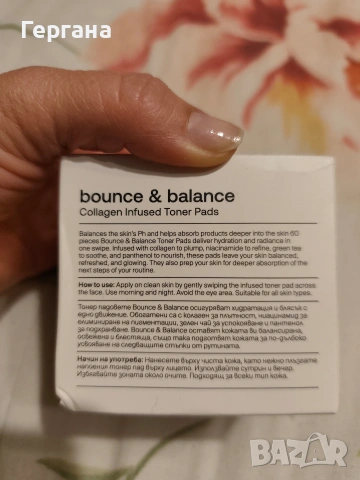 Гергана
bounce & balance
Collagen Infused Toner Pads
Balances the skin's Ph and helps absorb products deeper into the skin 60
pieces Bounce & Balance Toner Pads deliver hydration and radiance in
one swipe. Infused with collagen to plump, niacinamide to refine, green tea
to soothe, and panthenol to nourish, these pads leave your skin balanced,
refreshed, and glowing. They also prep your skin for deeper absorption of the
next steps of your routine.
How to use: Apply on clean skin by gently swiping the infused toner pad across
the face. Use morning and night. Avoid the eye area. Suitable for all skin types.
Тонер падовете Bounce & Balance осигуряват хидратация и блясък с
едно движение. Обогатени са с колаген за плътност, ниацинамид за
елиминиране на пигментации, зелен чай за успокояване и пантенол
за подхранване. Bounce & Balance оставят кожата ви балансирана,
освежена и блестяща, също така подготвят кожата за по-дълбоко
извличане на следващите стъпки от рутината.
Начин на употреба: Нанесете върху чиста кожа, като нежно плъзгате
напоения тонер пад върху лицето. Използвайте сутрин и вечер.
Избягвайте зоната около очите. Подходящ за всеки тип кожа.
BAZAR